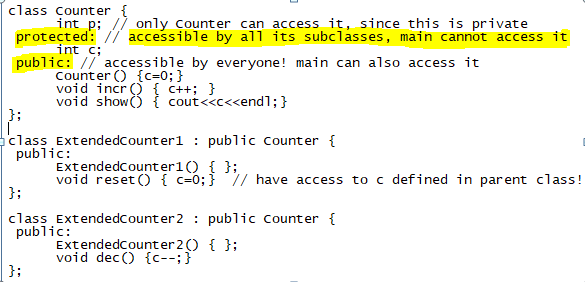 class Counter {
int p; // only Counter can access it, since this is private
protected: // accessible by all its subclasses, main cannot access it
int c;
public: // accessible by everyone! main can also access it
Counter() {c=0;}
void incr() { c++; }
void show() { cout<<c<<endl;}
};
class ExtendedCounter1 : public Counter {
public:
ExtendedCounter1() { };
void reset() { c=0;} // have access to c defined in parent class!
};
class ExtendedCounter2 : public Counter {
public:
ExtendedCounter2() { };
void dec() {c--;}
};